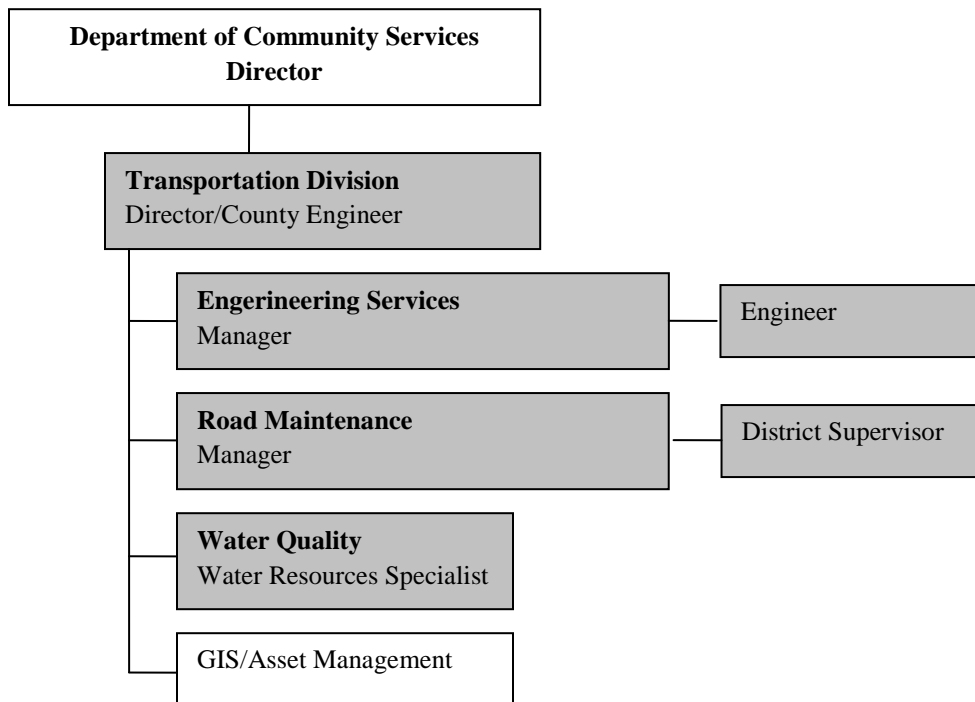 Department of Community Services
Director
Transportation Division
Director/County Engineer
Engerineering Services
Manager
Engineer
Road Maintenance
Manager
District Supervisor
Water Quality
Water Resources Specialist
GIS/Asset Management